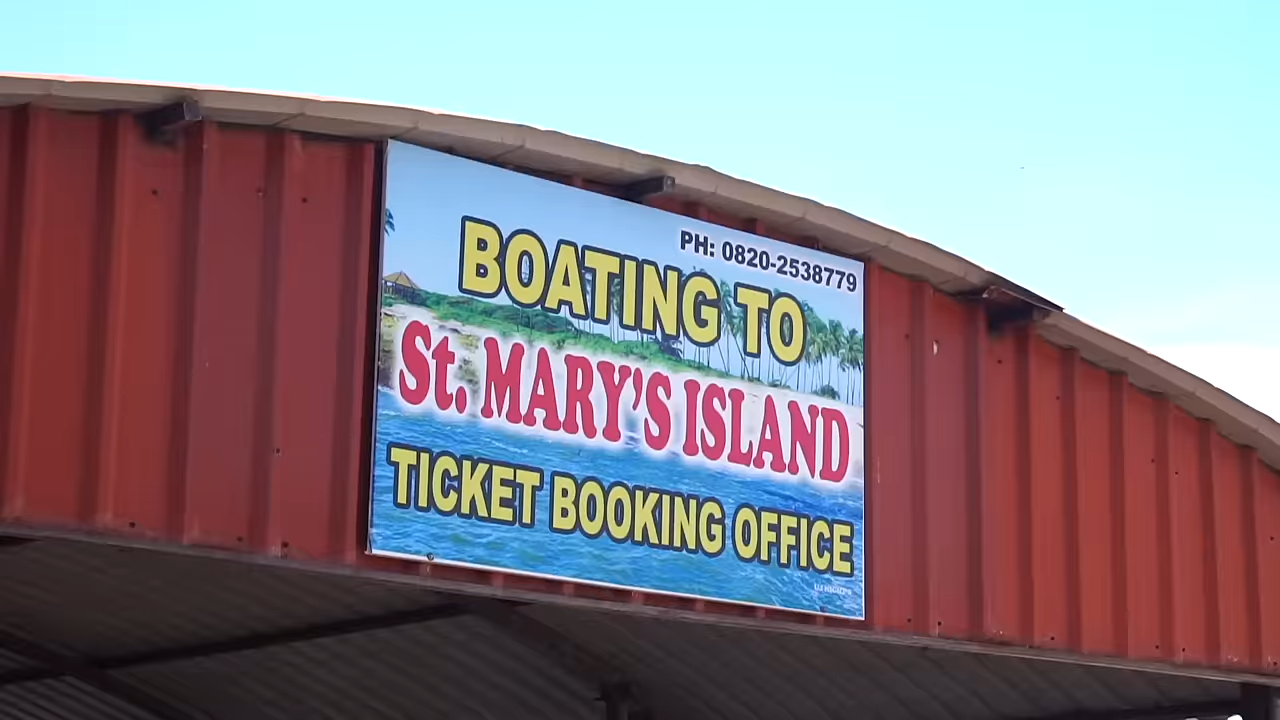 PH: 0820-2538779
BOATING TO
St. MARY'S ISLAND
TICKET BOOKING OFFICE